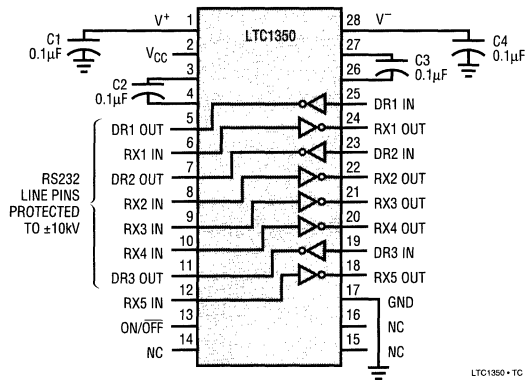 LTC1350
V+ 1
28 V−
C1
0.1µF
C4
0.1µF
VCC 2
27
3
26
C3
0.1µF
C2
0.1µF
4
25 DR1 IN
DR1 OUT 5
24 RX1 OUT
RX1 IN 6
23 DR2 IN
DR2 OUT 7
22 RX2 OUT
RX2 IN 8
21 RX3 OUT
RX3 IN 9
20 RX4 OUT
RX4 IN 10
19 DR3 IN
DR3 OUT 11
18 RX5 OUT
RX5 IN 12
17 GND
ON/O̅F̅F̅ 13
16 NC
NC 14
15 NC
RS232
LINE PINS
PROTECTED
TO ±10kV
LTC1350 • TC